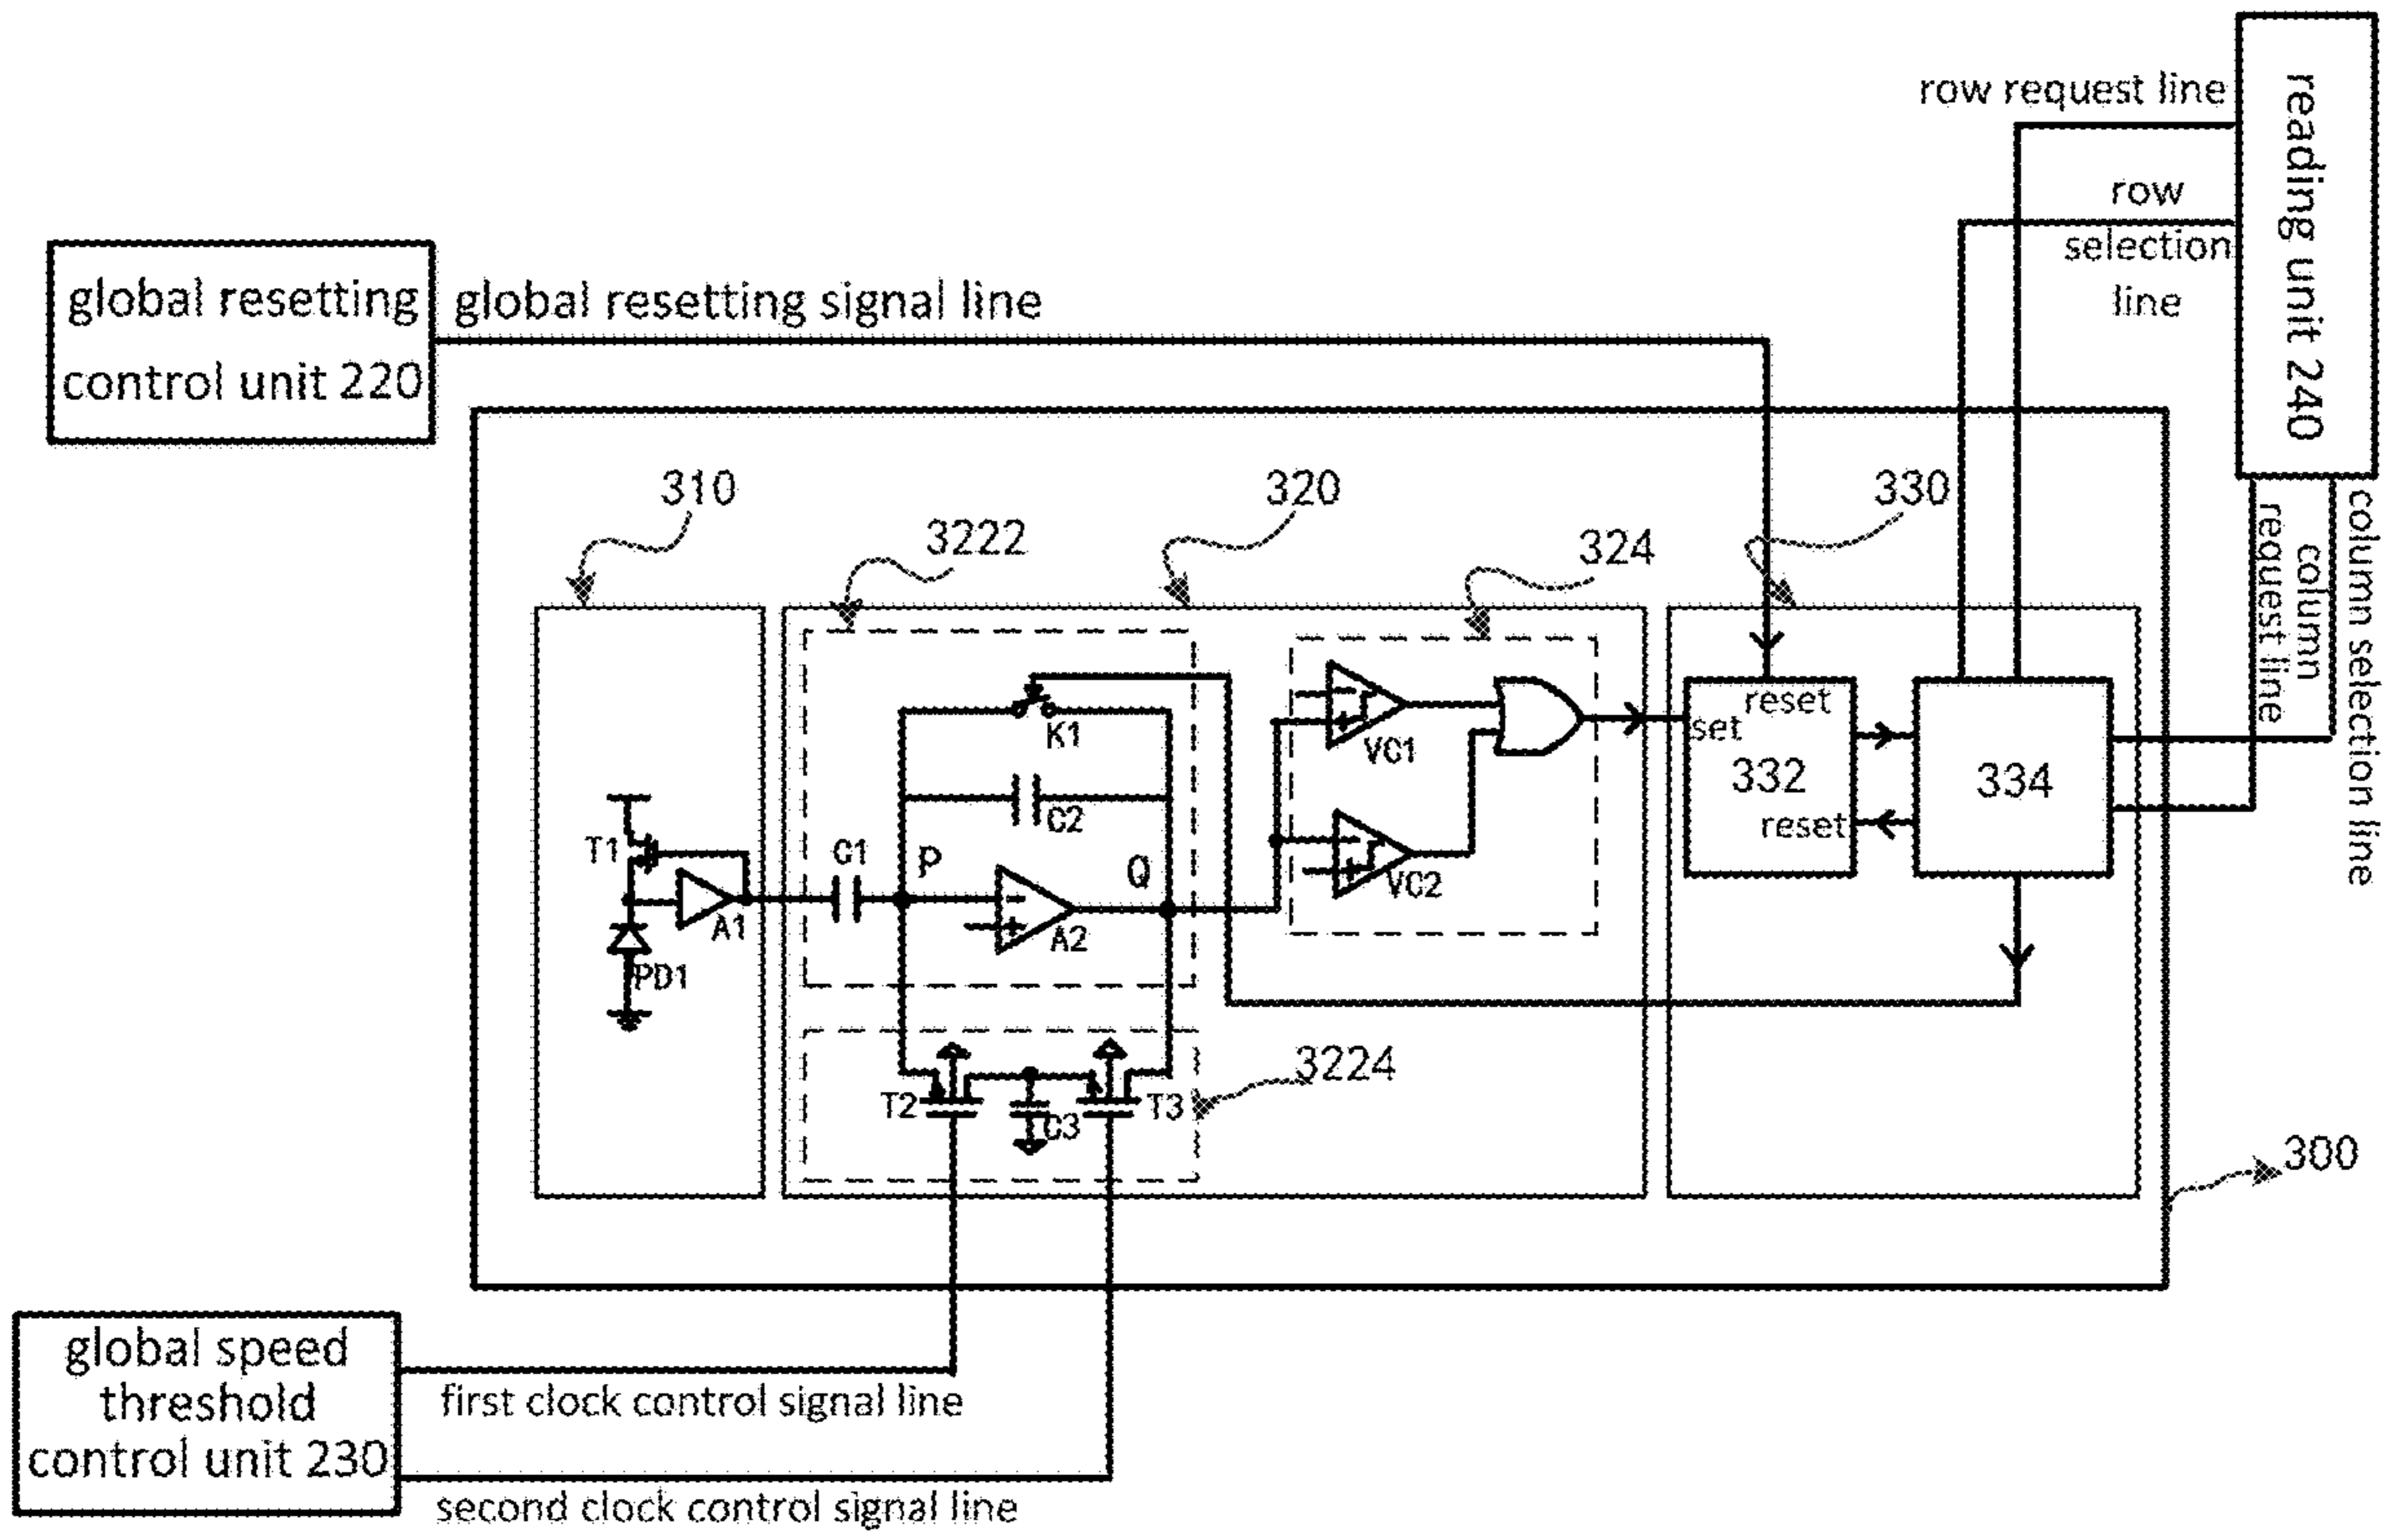 row request line
row
selection
line
reading unit 240
global resetting
control unit 220
global resetting signal line
310
3222
320
324
330
column selection line
column
request line
K1
C2
VC1
set
reset
332
334
reset
T1
A1
PD1
C1
P
Q
A2
VC2
T2
C3
T3
3224
300
global speed
threshold
control unit 230
first clock control signal line
second clock control signal line